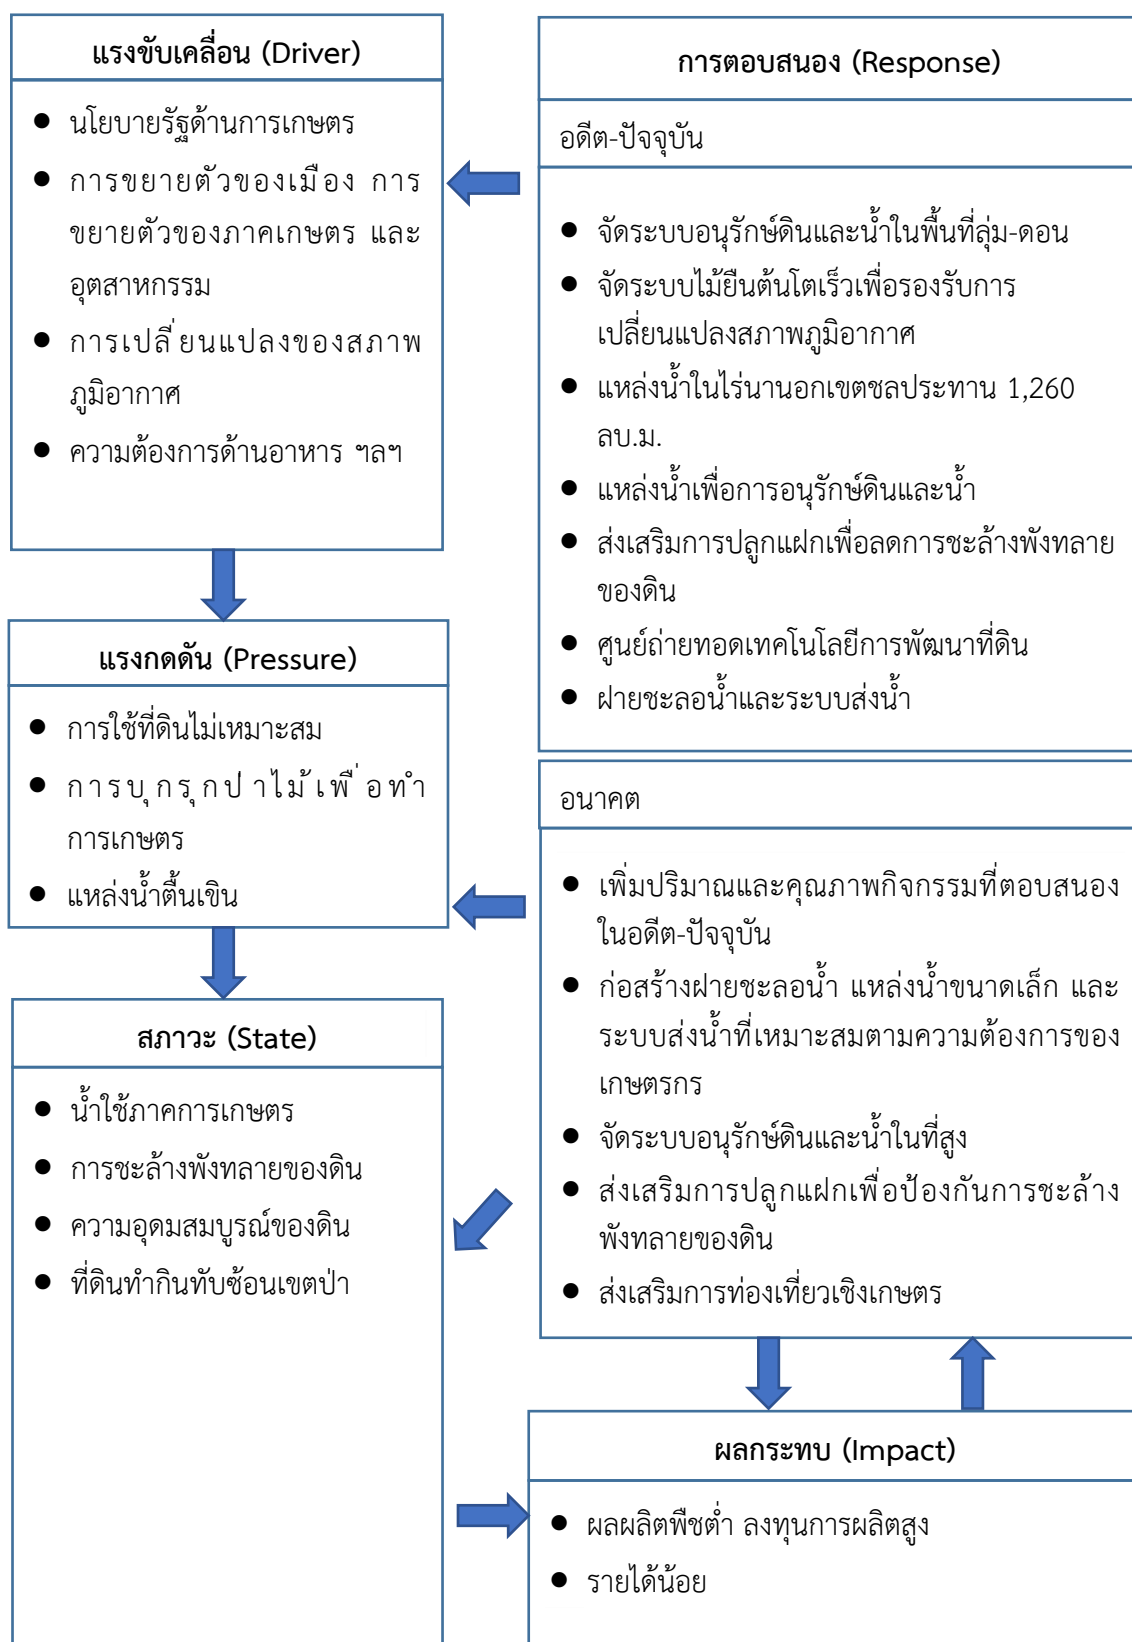 แรงขับเคลื่อน (Driver)
นโยบายรัฐด้านการเกษตร
การขยายตัวของเมือง การ
ขยายตัวของภาคเกษตร และ
อุตสาหกรรม
การเปลี่ยนแปลงของสภาพ
ภูมิอากาศ
ความต้องการด้านอาหาร ฯลฯ
แรงกดดัน (Pressure)
การใช้ที่ดินไม่เหมาะสม
การบุกรุกป่าไม้เพื่อทำ
การเกษตร
แหล่งน้ำตื้นเขิน
สภาวะ (State)
น้ำใช้ภาคการเกษตร
การชะล้างพังทลายของดิน
ความอุดมสมบูรณ์ของดิน
ที่ดินทำกินทับซ้อนเขตป่า
การตอบสนอง (Response)
อดีต-ปัจจุบัน
จัดระบบอนุรักษ์ดินและน้ำในพื้นที่ลุ่ม-ดอน
จัดระบบไม้ยืนต้นโตเร็วเพื่อรองรับการ
เปลี่ยนแปลงสภาพภูมิอากาศ
แหล่งน้ำในไร่นานอกเขตชลประทาน 1,260
ลบ.ม.
แหล่งน้ำเพื่อการอนุรักษ์ดินและน้ำ
ส่งเสริมการปลูกแฝกเพื่อลดการชะล้างพังทลาย
ของดิน
ศูนย์ถ่ายทอดเทคโนโลยีการพัฒนาที่ดิน
ฝายชะลอน้ำและระบบส่งน้ำ
อนาคต
เพิ่มปริมาณและคุณภาพกิจกรรมที่ตอบสนอง
ในอดีต-ปัจจุบัน
ก่อสร้างฝายชะลอน้ำ แหล่งน้ำขนาดเล็ก และ
ระบบส่งน้ำที่เหมาะสมตามความต้องการของ
เกษตรกร
จัดระบบอนุรักษ์ดินและน้ำในที่สูง
ส่งเสริมการปลูกแฝกเพื่อป้องกันการชะล้าง
พังทลายของดิน
ส่งเสริมการท่องเที่ยวเชิงเกษตร
ผลกระทบ (Impact)
ผลผลิตพืชต่ำ ลงทุนการผลิตสูง
รายได้น้อย